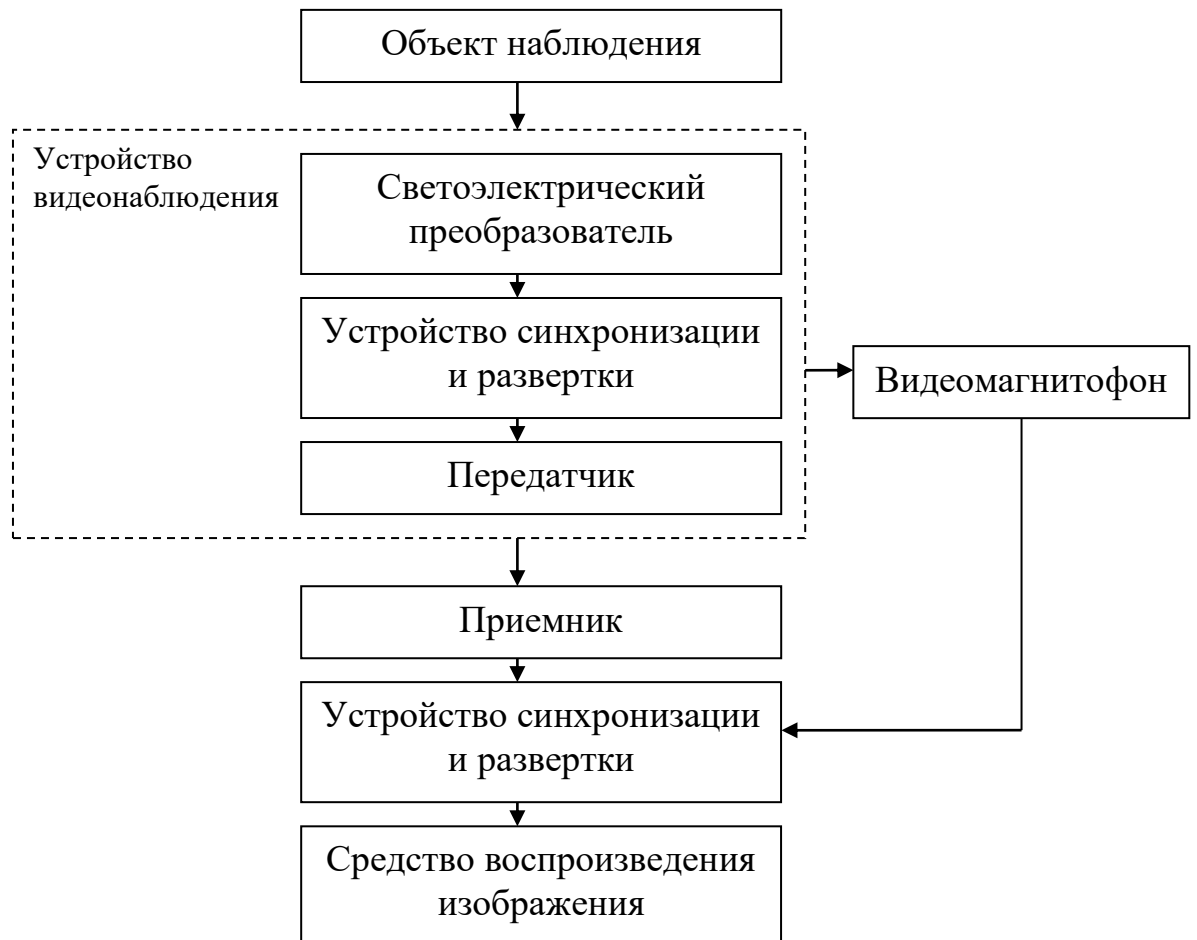 Объект наблюдения
Устройство
видеонаблюдения
Светоэлектрический
преобразователь
Устройство синхронизации
и развертки
Видеомагнитофон
Передатчик
Приемник
Устройство синхронизации
и развертки
Средство воспроизведения
изображения